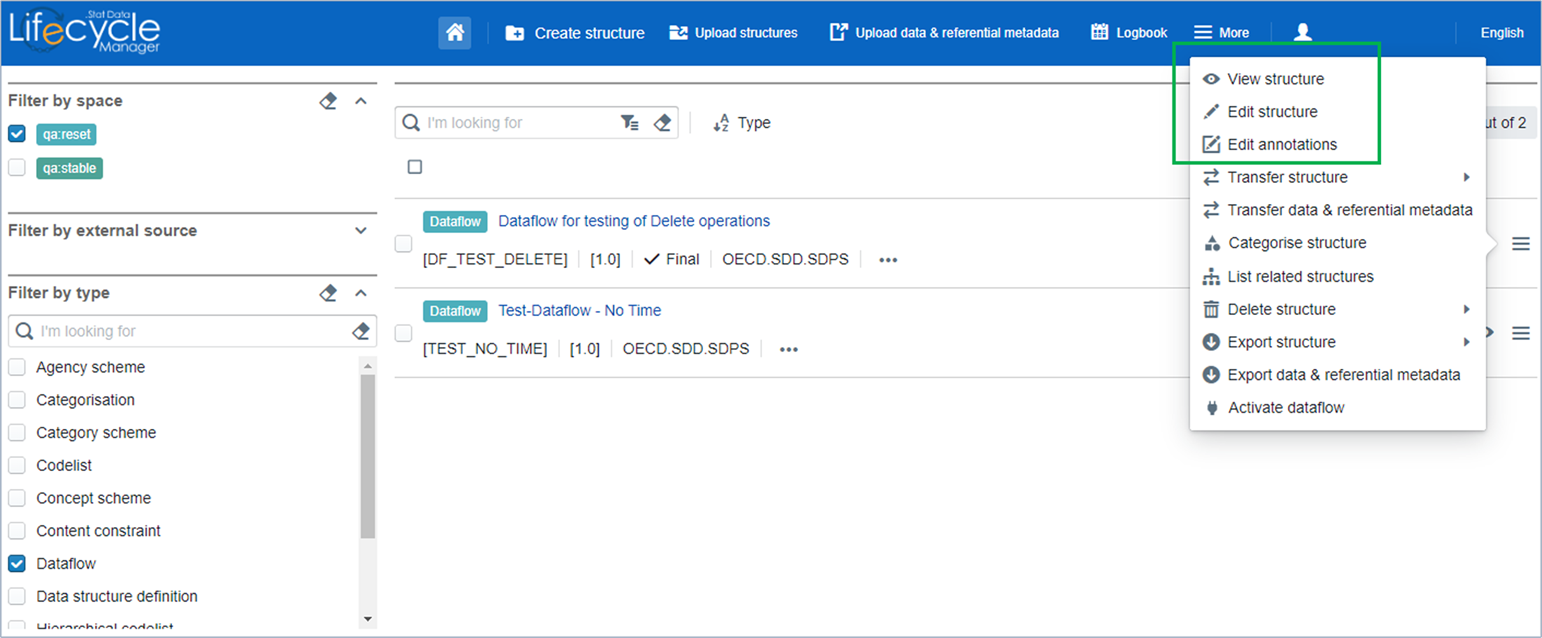 .Stat Data
Lifecycle
Manager
Create structure
Upload structures
Upload data & referential metadata
Logbook
More
English
Filter by space
qa:reset
qa:stable
Filter by external source
Filter by type
I'm looking for
Agency scheme
Categorisation
Category scheme
Codelist
Concept scheme
Content constraint
Dataflow
Data structure definition
Hierarchical codelist
I'm looking for
Type
ut of 2
Dataflow Dataflow for testing of Delete operations
[DF_TEST_DELETE] [1.0] Final OECD.SDD.SDPS
Dataflow Test-Dataflow - No Time
[TEST_NO_TIME] [1.0] OECD.SDD.SDPS
View structure
Edit structure
Edit annotations
Transfer structure
Transfer data & referential metadata
Categorise structure
List related structures
Delete structure
Export structure
Export data & referential metadata
Activate dataflow